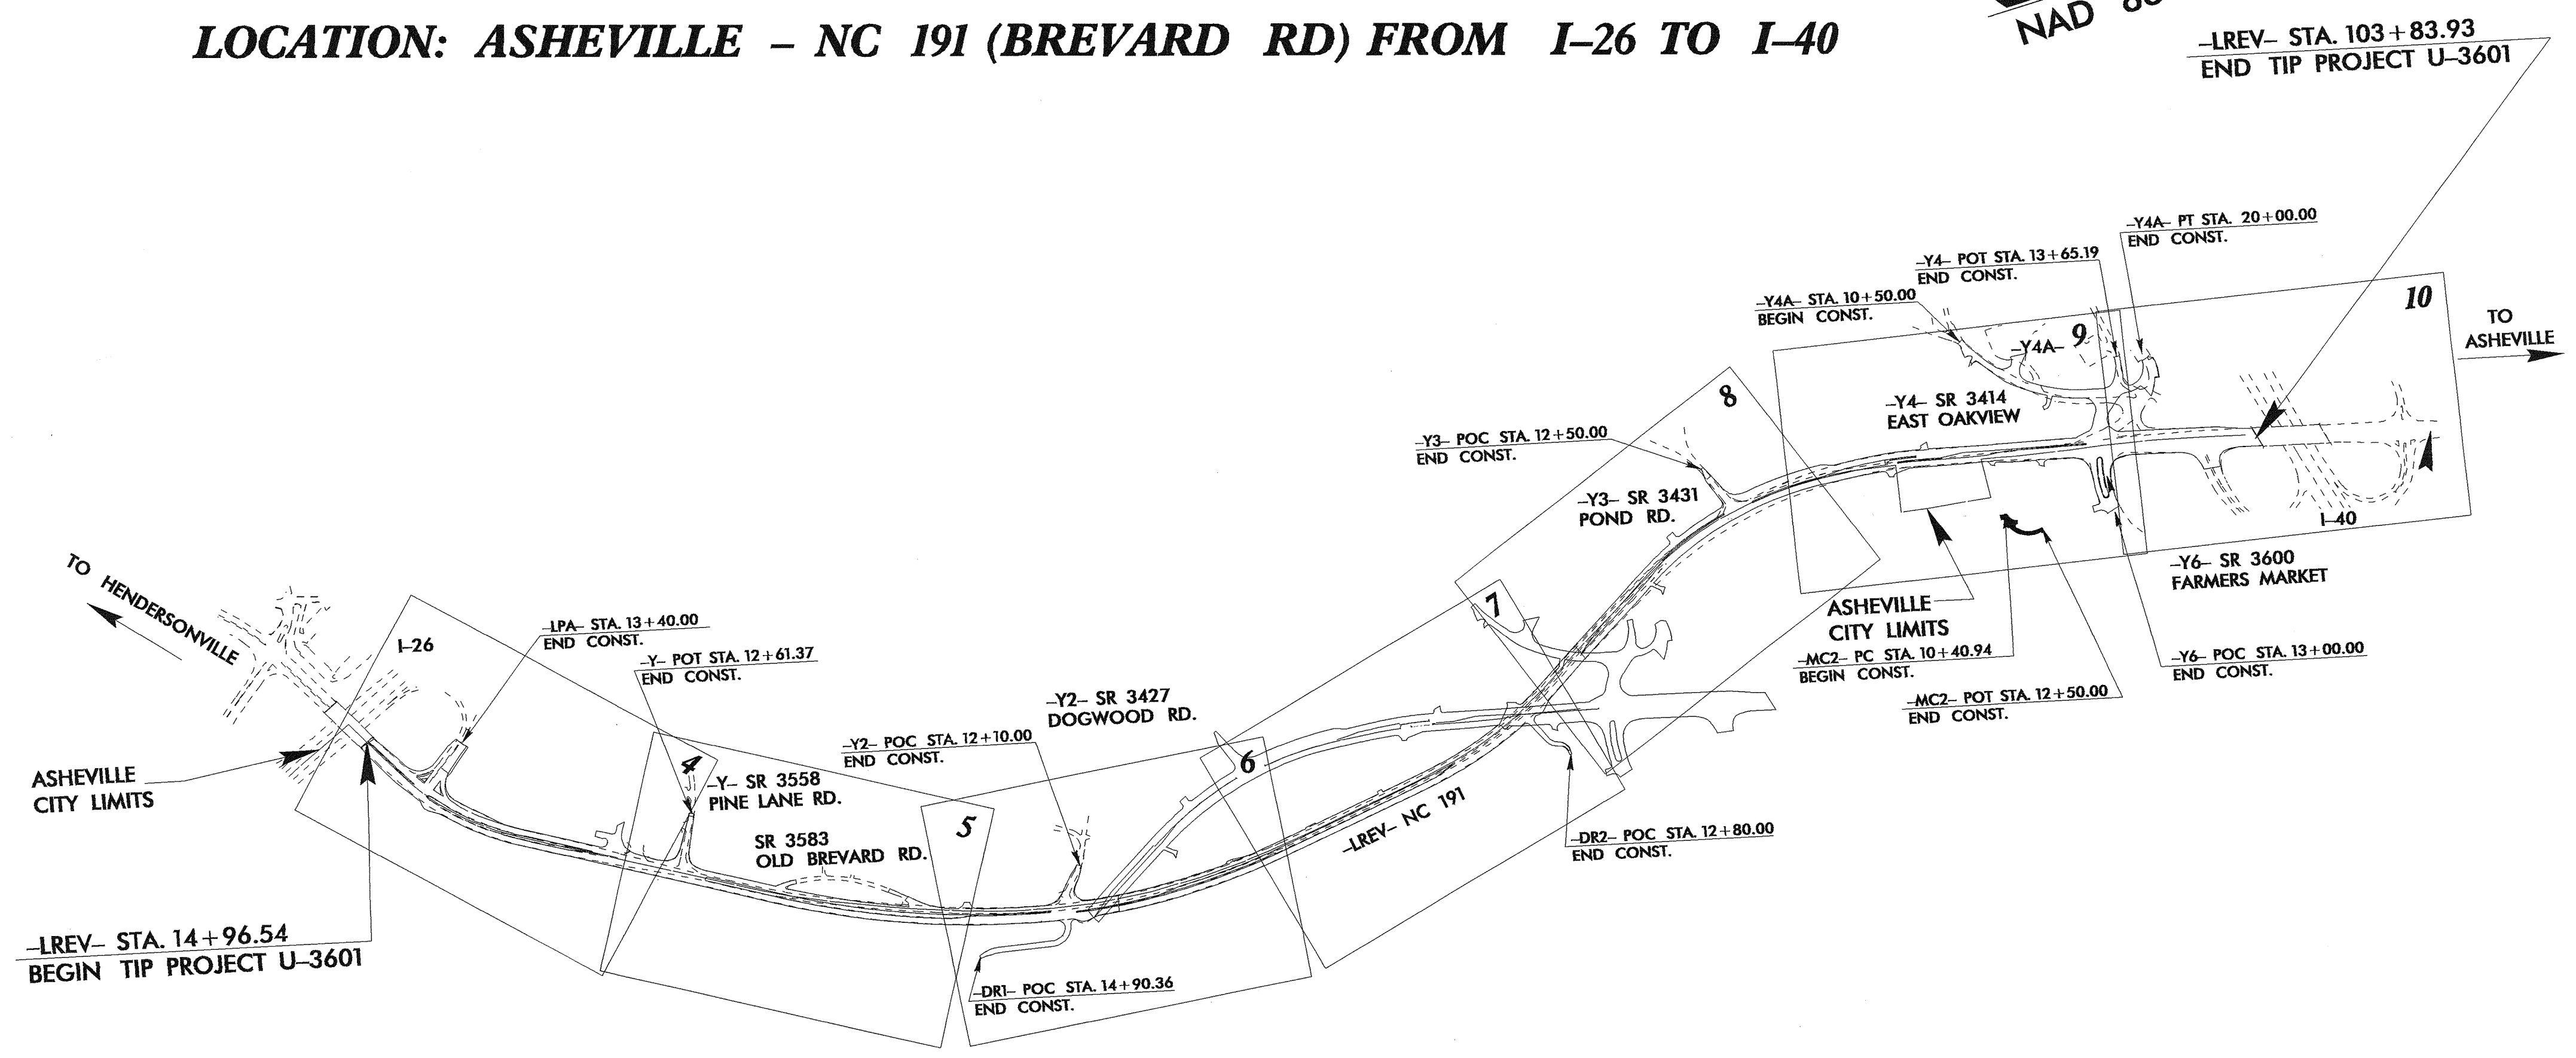 LOCATION: ASHEVILLE – NC 191 (BREVARD RD) FROM I–26 TO I–40
NAD
–LREV– STA. 103+83.93
END TIP PROJECT U–3601
–Y4A– PT STA. 20+00.00
END CONST.
–Y4– POT STA. 13+65.19
END CONST.
–Y4A– STA. 10+50.00
BEGIN CONST.
10
TO
ASHEVILLE
9
–Y4A–
8
–Y4– SR 3414
EAST OAKVIEW
–Y3– POC STA. 12+50.00
END CONST.
–Y3– SR 3431
POND RD.
I–40
–Y6– SR 3600
FARMERS MARKET
TO HENDERSONVILLE
7
ASHEVILLE
CITY LIMITS
–MC2– PC STA. 10+40.94
BEGIN CONST.
–Y6– POC STA. 13+00.00
END CONST.
–MC2– POT STA. 12+50.00
END CONST.
I–26
–LPA– STA. 13+40.00
END CONST.
–Y– POT STA. 12+61.37
END CONST.
–Y2– SR 3427
DOGWOOD RD.
–Y2– POC STA. 12+10.00
END CONST.
6
4
ASHEVILLE
CITY LIMITS
–Y– SR 3558
PINE LANE RD.
5
SR 3583
OLD BREVARD RD.
–LREV– NC 191
–DR2– POC STA. 12+80.00
END CONST.
–LREV– STA. 14+96.54
BEGIN TIP PROJECT U–3601
–DR1– POC STA. 14+90.36
END CONST.